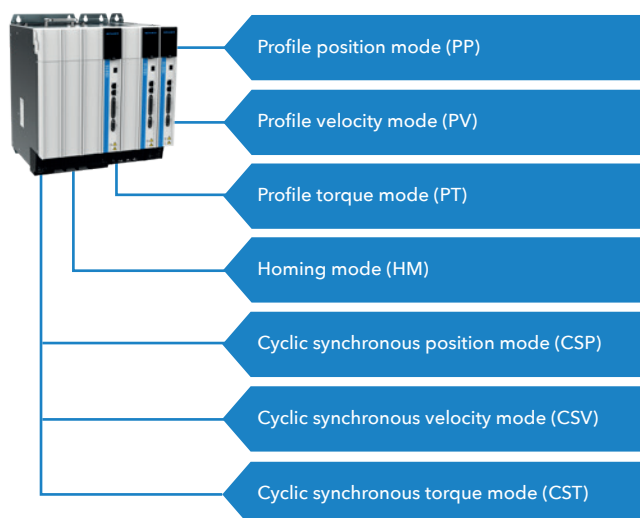 Profile position mode (PP)
Profile velocity mode (PV)
Profile torque mode (PT)
Homing mode (HM)
Cyclic synchronous position mode (CSP)
Cyclic synchronous velocity mode (CSV)
Cyclic synchronous torque mode (CST)